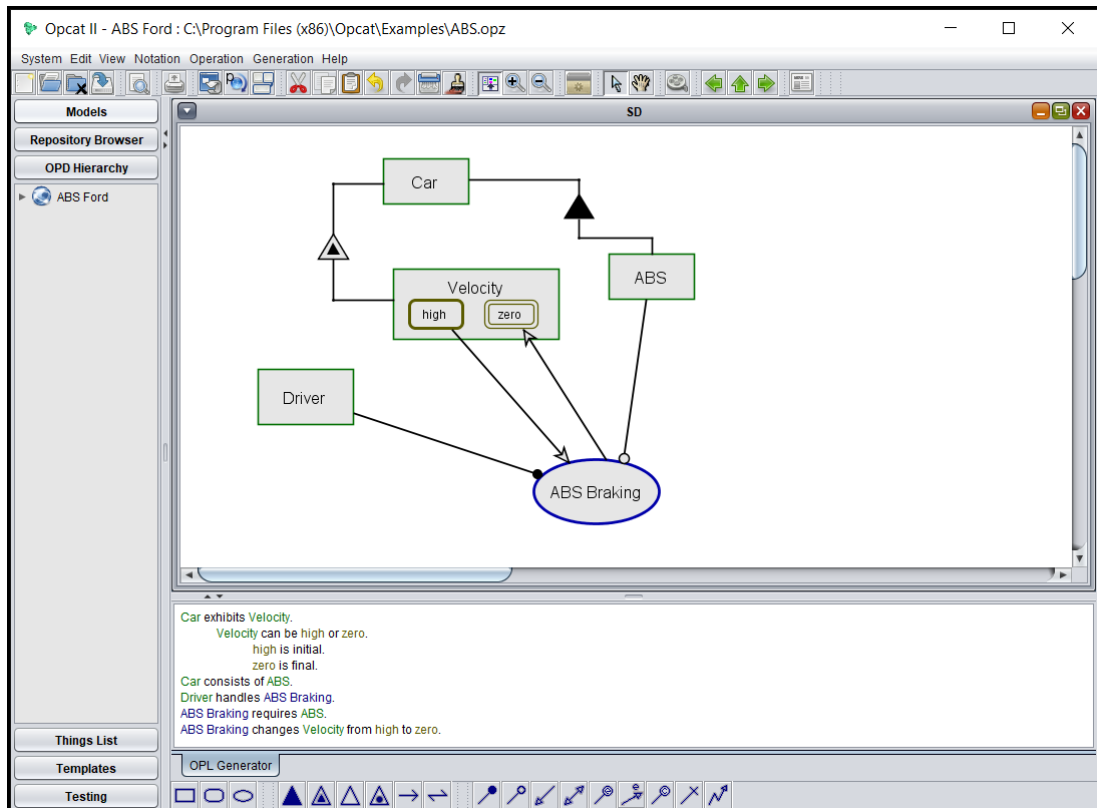 Opcat II - ABS Ford : C:\Program Files (x86)\Opcat\Examples\ABS.opz
System Edit View Notation Operation Generation Help
Models
Repository Browser
OPD Hierarchy
ABS Ford
SD
Car
ABS
Velocity
high zero
Driver
ABS Braking
Car exhibits Velocity.
Velocity can be high or zero.
high is initial.
zero is final.
Car consists of ABS.
Driver handles ABS Braking.
ABS Braking requires ABS.
ABS Braking changes Velocity from high to zero.
Things List
Templates
Testing
OPL Generator